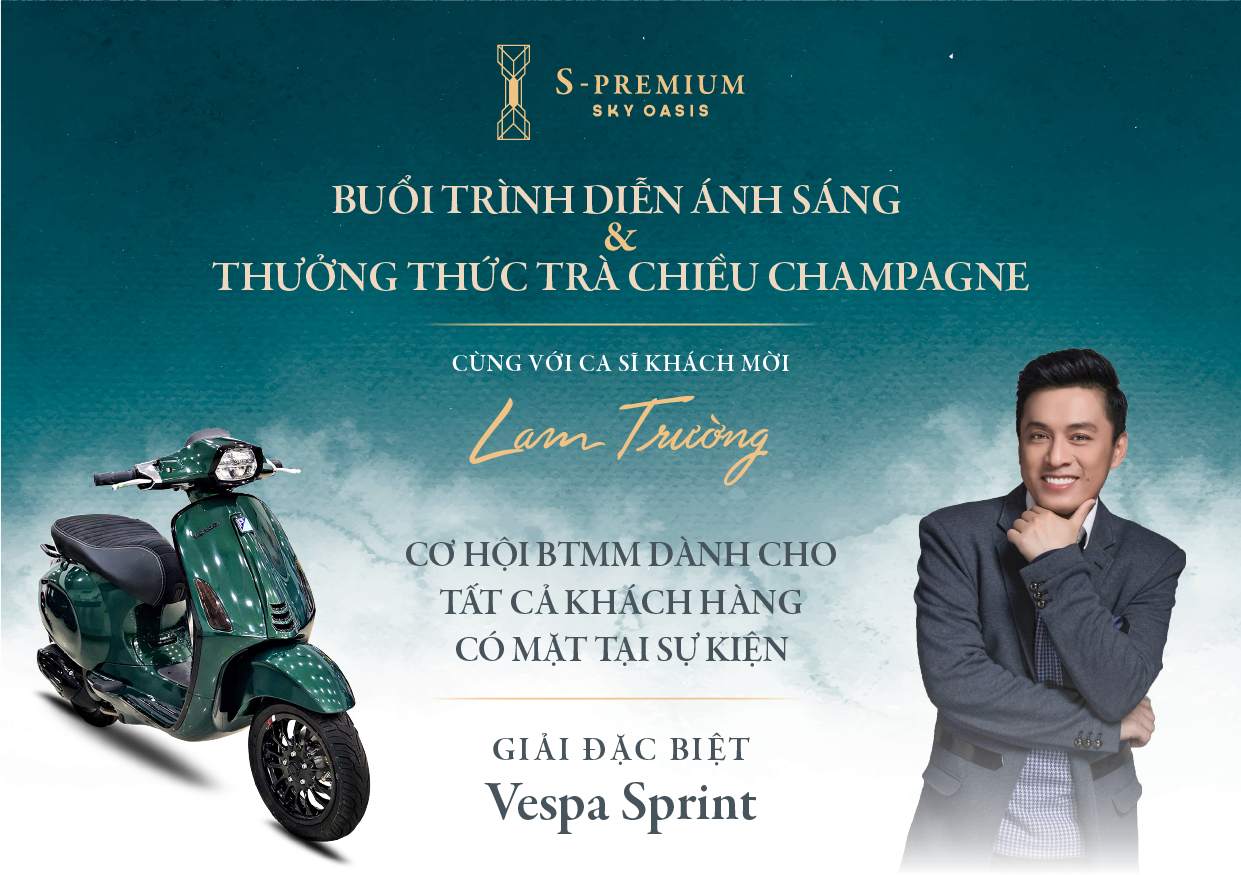 S-PREMIUM
SKY OASIS
BUỔI TRÌNH DIỄN ÁNH SÁNG
&
THƯỞNG THỨC TRÀ CHIỀU CHAMPAGNE
CÙNG VỚI CA SĨ KHÁCH MỜI
Lam Trường
CƠ HỘI BTMM DÀNH CHO
TẤT CẢ KHÁCH HÀNG
CÓ MẶT TẠI SỰ KIỆN
GIẢI ĐẶC BIỆT
Vespa Sprint